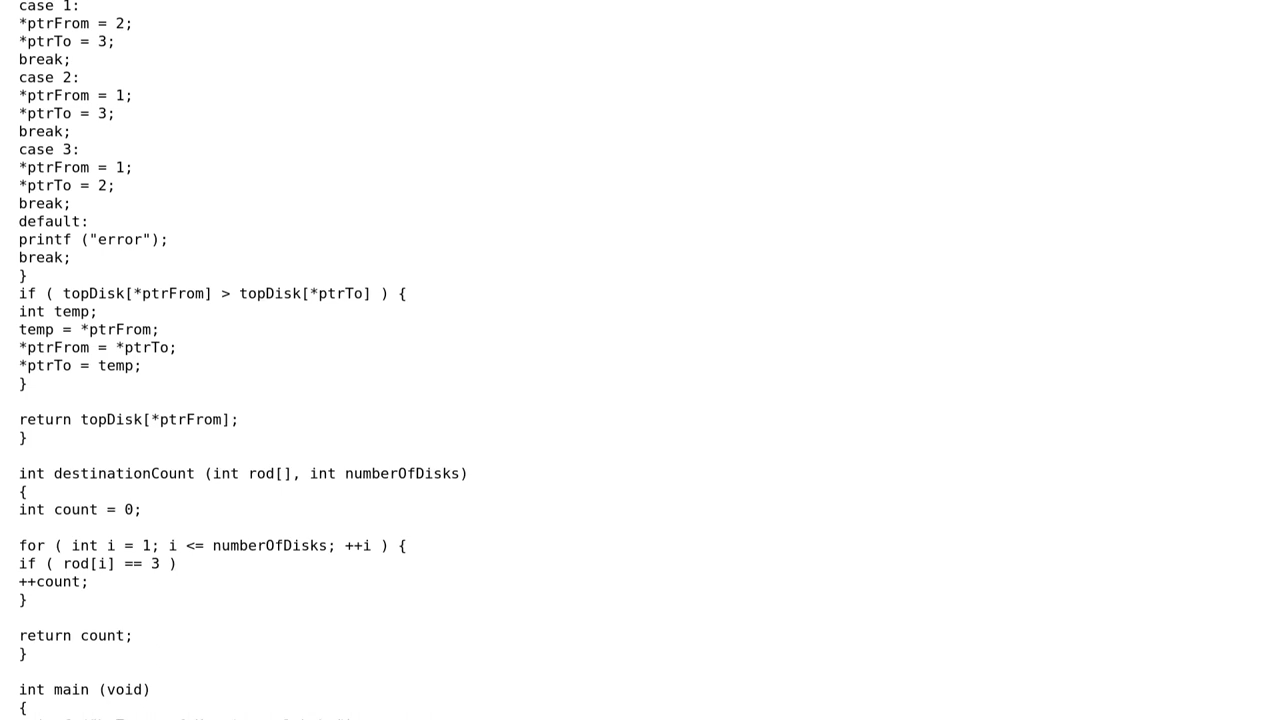 case 1:
*ptrFrom = 2;
*ptrTo = 3;
break;
case 2:
*ptrFrom = 1;
*ptrTo = 3;
break;
case 3:
*ptrFrom = 1;
*ptrTo = 2;
break;
default:
printf ("error");
break;
}
if ( topDisk[*ptrFrom] > topDisk[*ptrTo] ) {
int temp;
temp = *ptrFrom;
*ptrFrom = *ptrTo;
*ptrTo = temp;
}
return topDisk[*ptrFrom];
}
int destinationCount (int rod[], int numberOfDisks)
{
int count = 0;
for ( int i = 1; i <= numberOfDisks; ++i ) {
if ( rod[i] == 3 )
++count;
}
return count;
}
int main (void)
{